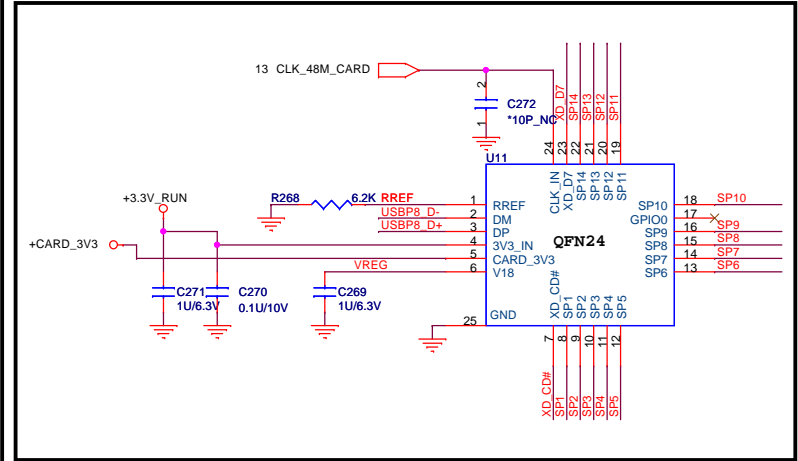 13 CLK_48M_CARD
C272
*10P_NC
2
1
XD_D7
SP14
SP13
SP12
SP11
24
23
22
21
20
19
U11
CLK_IN
XD_D7
SP14
SP13
SP12
SP11
+3.3V_RUN
+CARD_3V3
R268
6.2K
RREF
USBP8_D-
USBP8_D+
VREG
1
2
3
4
5
6
25
RREF
DM
DP
3V3_IN
CARD_3V3
V18
GND
QFN24
SP10
GPIO0
SP9
SP8
SP7
SP6
18
17
16
15
14
13
SP10
SP9
SP8
SP7
SP6
C271
1U/6.3V
C270
0.1U/10V
C269
1U/6.3V
XD_CD#
SP1
SP2
SP3
SP4
SP5
7
8
9
10
11
12
XD_CD#
SP1
SP2
SP3
SP4
SP5